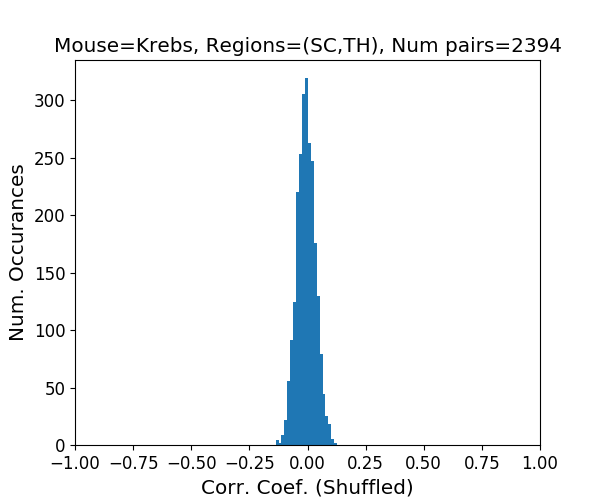 Mouse=Krebs, Regions=(SC,TH), Num pairs=2394
Num. Occurances
300
250
200
150
100
50
0
−1.00 −0.75 −0.50 −0.25 0.00 0.25 0.50 0.75 1.00
Corr. Coef. (Shuffled)